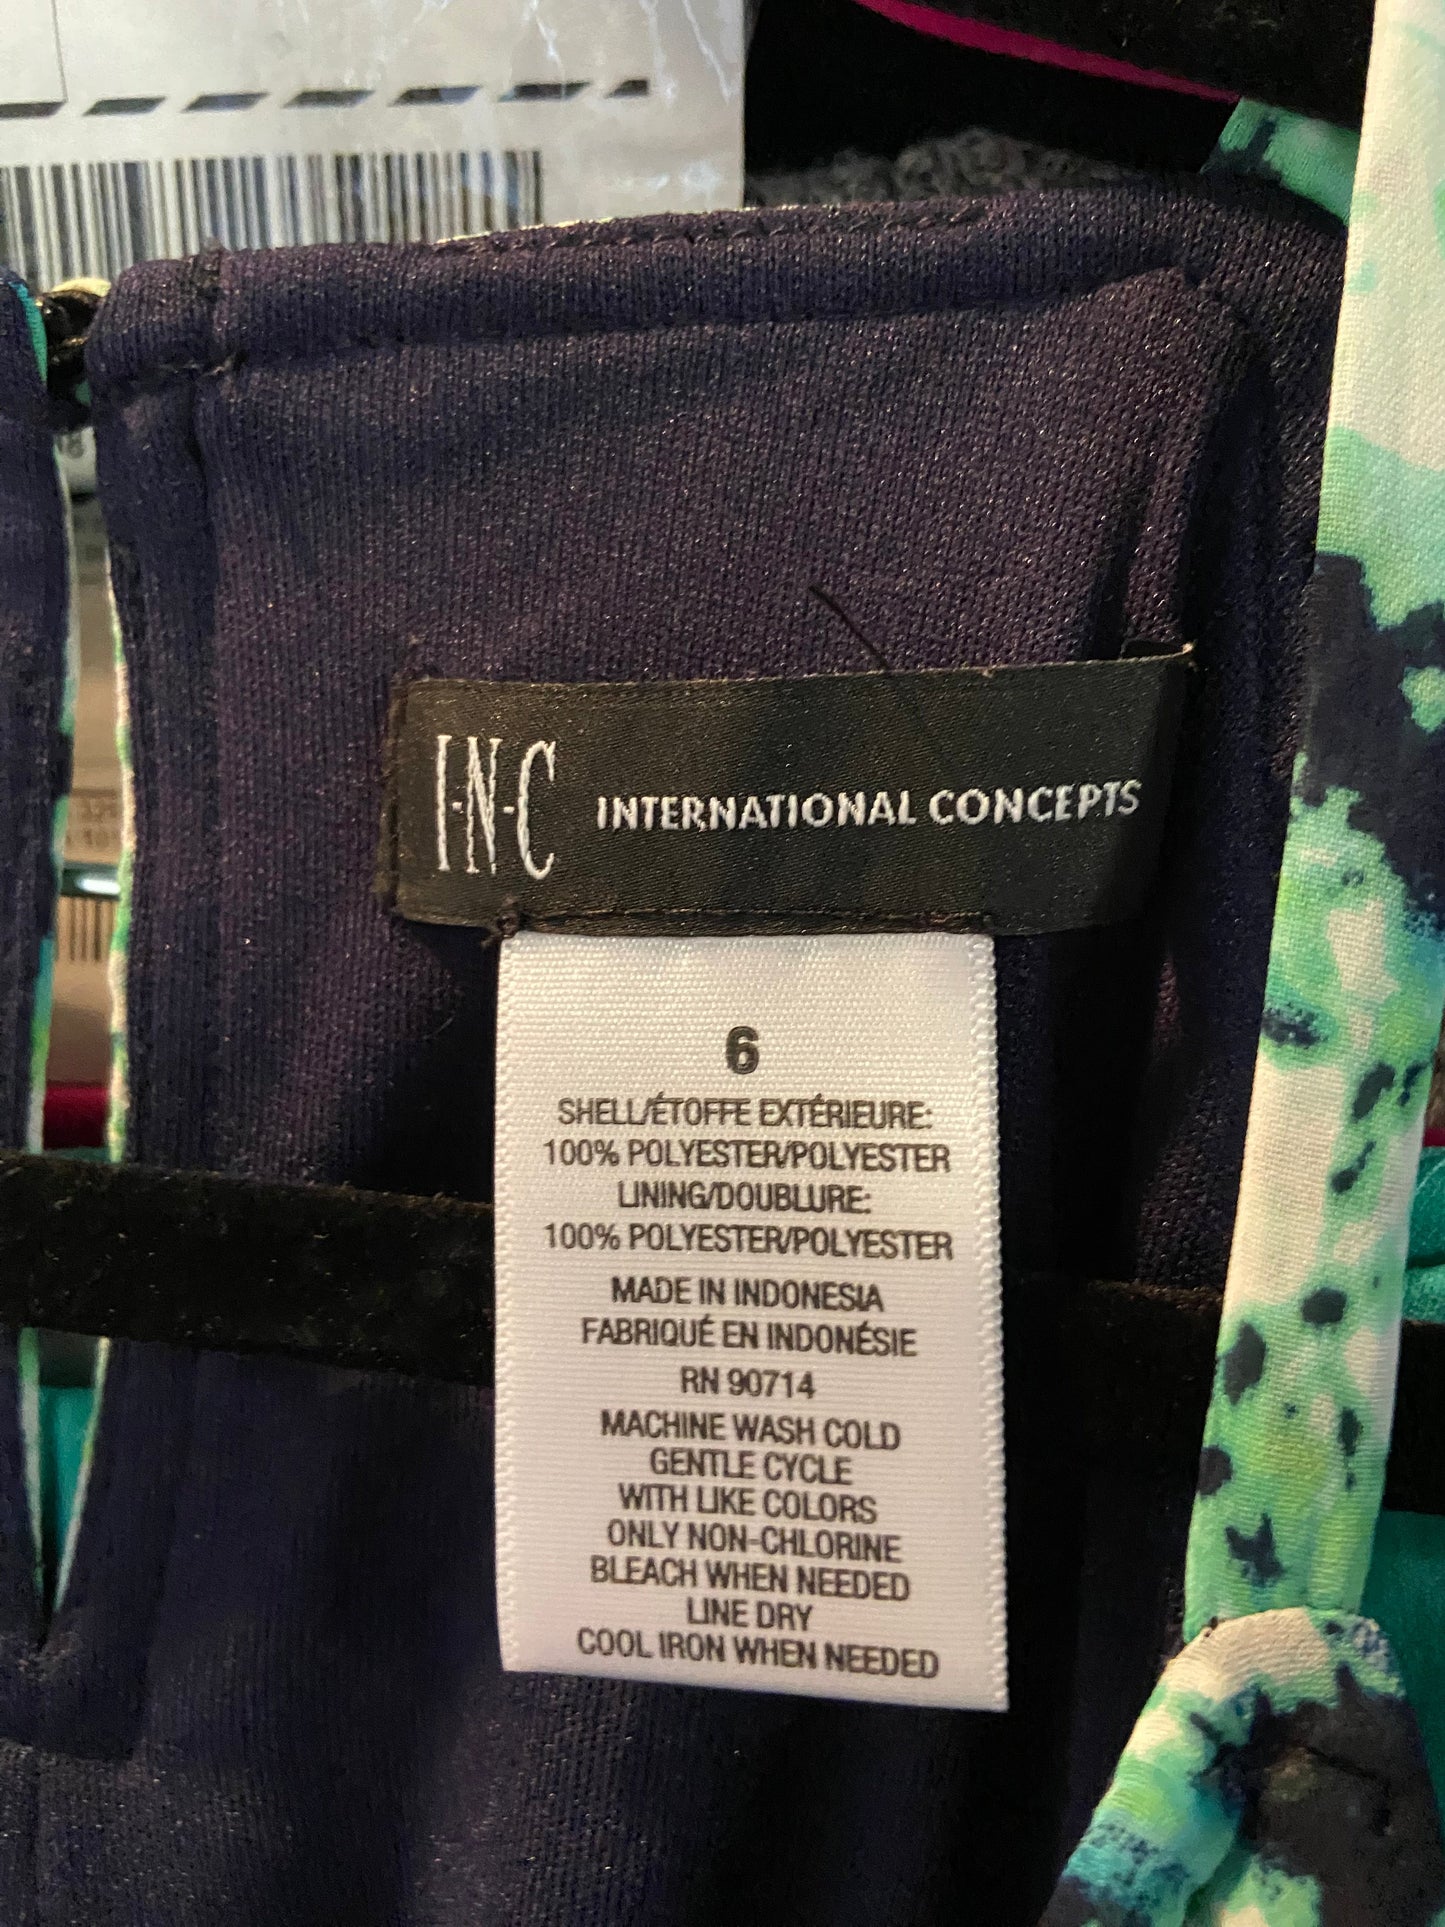 I·N·C INTERNATIONAL CONCEPTS
6
SHELL/ÉTOFFE EXTÉRIEURE:
100% POLYESTER/POLYESTER
LINING/DOUBLURE:
100% POLYESTER/POLYESTER
MADE IN INDONESIA
FABRIQUÉ EN INDONÉSIE
RN 90714
MACHINE WASH COLD
GENTLE CYCLE
WITH LIKE COLORS
ONLY NON-CHLORINE
BLEACH WHEN NEEDED
LINE DRY
COOL IRON WHEN NEEDED